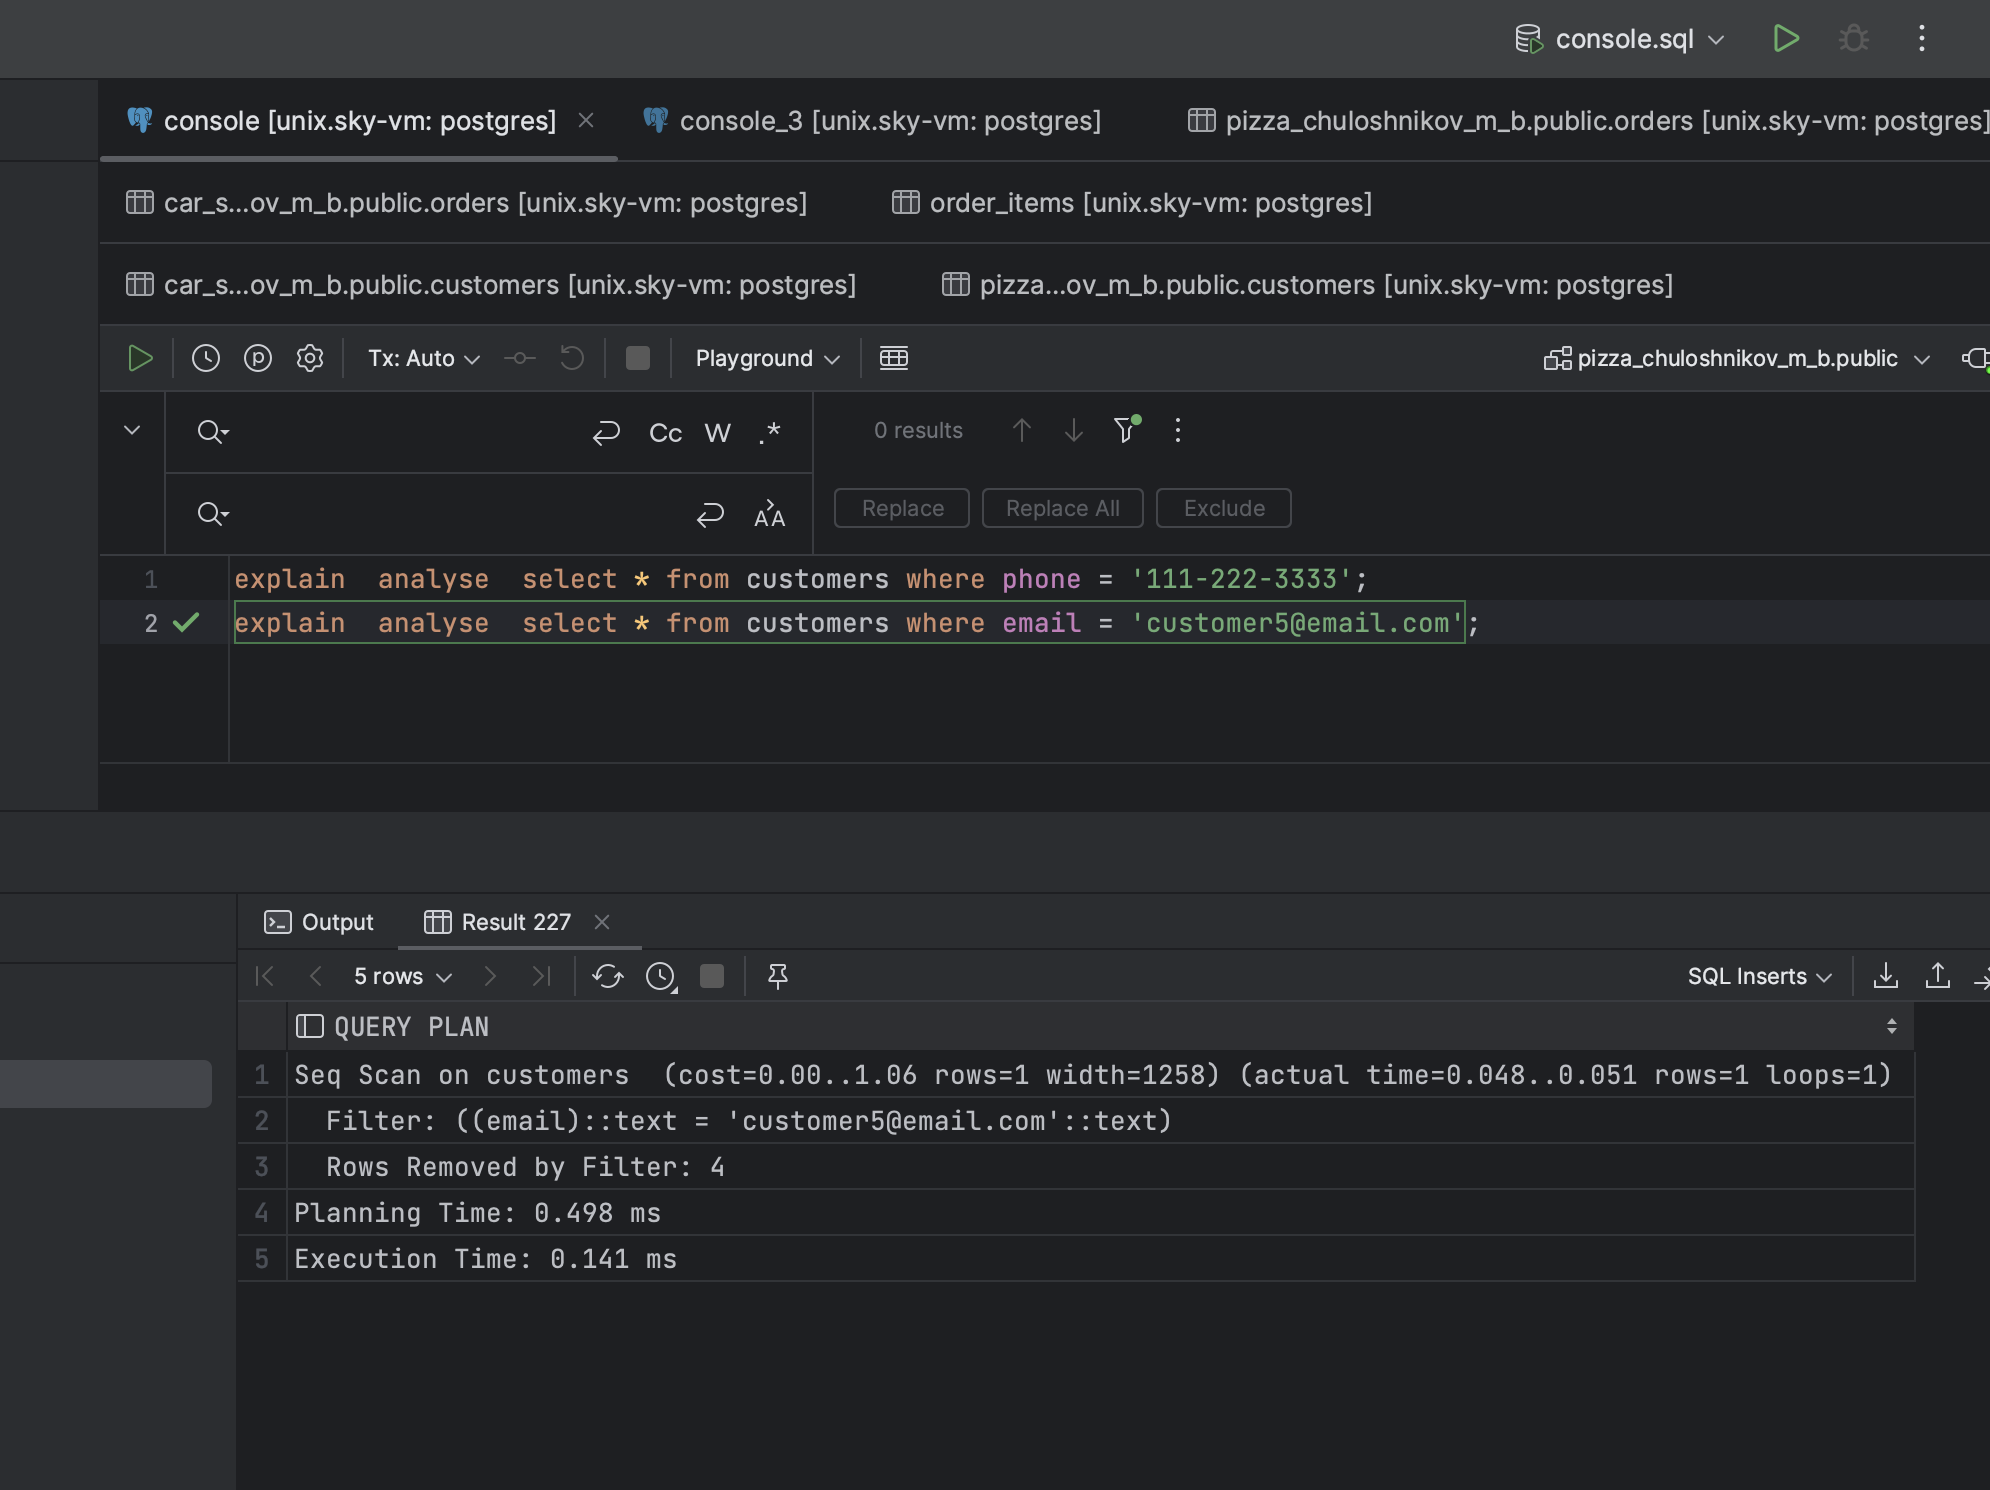 console.sql
console [unix.sky-vm: postgres]
console_3 [unix.sky-vm: postgres]
pizza_chuloshnikov_m_b.public.orders [unix.sky-vm: postgres]
car_s...ov_m_b.public.orders [unix.sky-vm: postgres]
order_items [unix.sky-vm: postgres]
car_s...ov_m_b.public.customers [unix.sky-vm: postgres]
pizza...ov_m_b.public.customers [unix.sky-vm: postgres]
Tx: Auto
Playground
pizza_chuloshnikov_m_b.public
Cc W .*
0 results
Replace
Replace All
Exclude
1 explain  analyse  select * from customers where phone = '111-222-3333';
2 explain  analyse  select * from customers where email = 'customer5@email.com';
Output
Result 227
5 rows
SQL Inserts
QUERY PLAN
1 Seq Scan on customers  (cost=0.00..1.06 rows=1 width=1258) (actual time=0.048..0.051 rows=1 loops=1)
2 Filter: ((email)::text = 'customer5@email.com'::text)
3 Rows Removed by Filter: 4
4 Planning Time: 0.498 ms
5 Execution Time: 0.141 ms